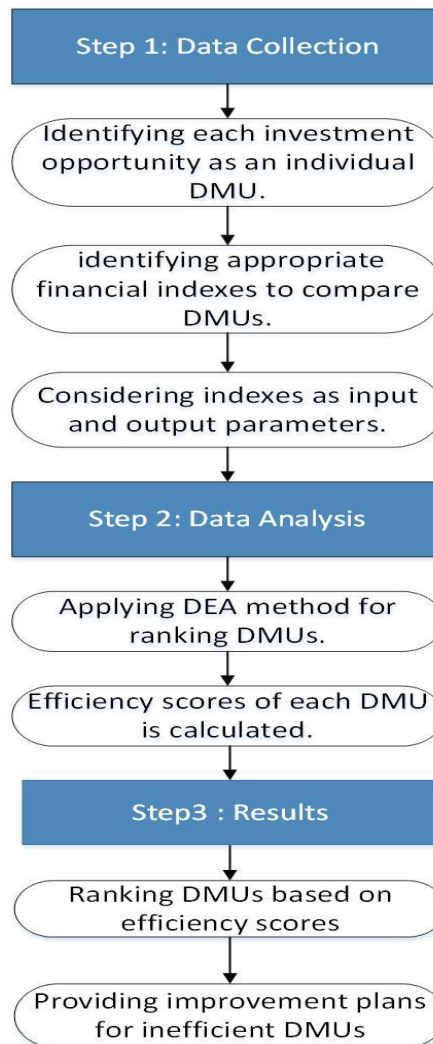 Step 1: Data Collection
Identifying each investment
opportunity as an individual
DMU.
identifying appropriate
financial indexes to compare
DMUs.
Considering indexes as input
and output parameters.
Step 2: Data Analysis
Applying DEA method for
ranking DMUs.
Efficiency scores of each DMU
is calculated.
Step3 : Results
Ranking DMUs based on
efficiency scores
Providing improvement plans
for inefficient DMUs